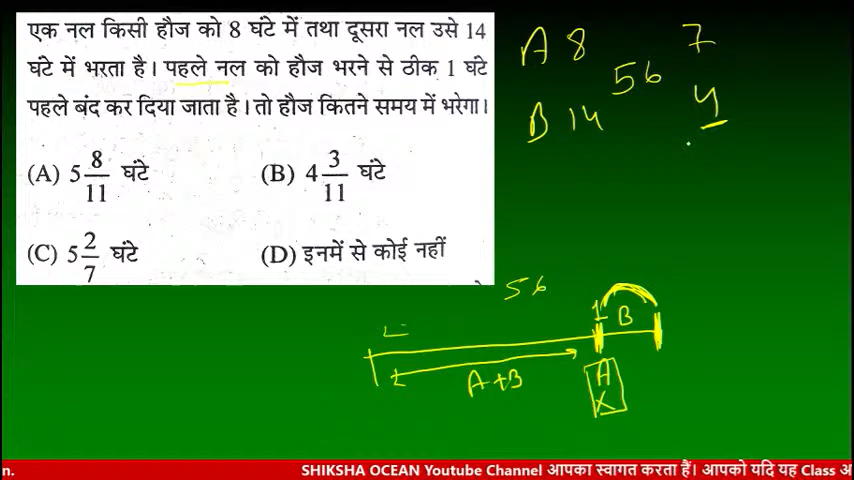 एक नल किसी हौज को 8 घंटे में तथा दूसरा नल उसे 14
घंटे में भरता है। पहले नल को हौज भरने से ठीक 1 घंटे
पहले बंद कर दिया जाता है। तो हौज कितने समय में भरेगा।
(A) 5 8/11 घंटे (B) 4 3/11 घंटे
(C) 5 2/7 घंटे (D) इनमें से कोई नहीं
A 8 7
56
B 14 4
56
1 B
A+B A
X
n. SHIKSHA OCEAN Youtube Channel आपका स्वागत करता हैं। आपको यदि यह Class अ